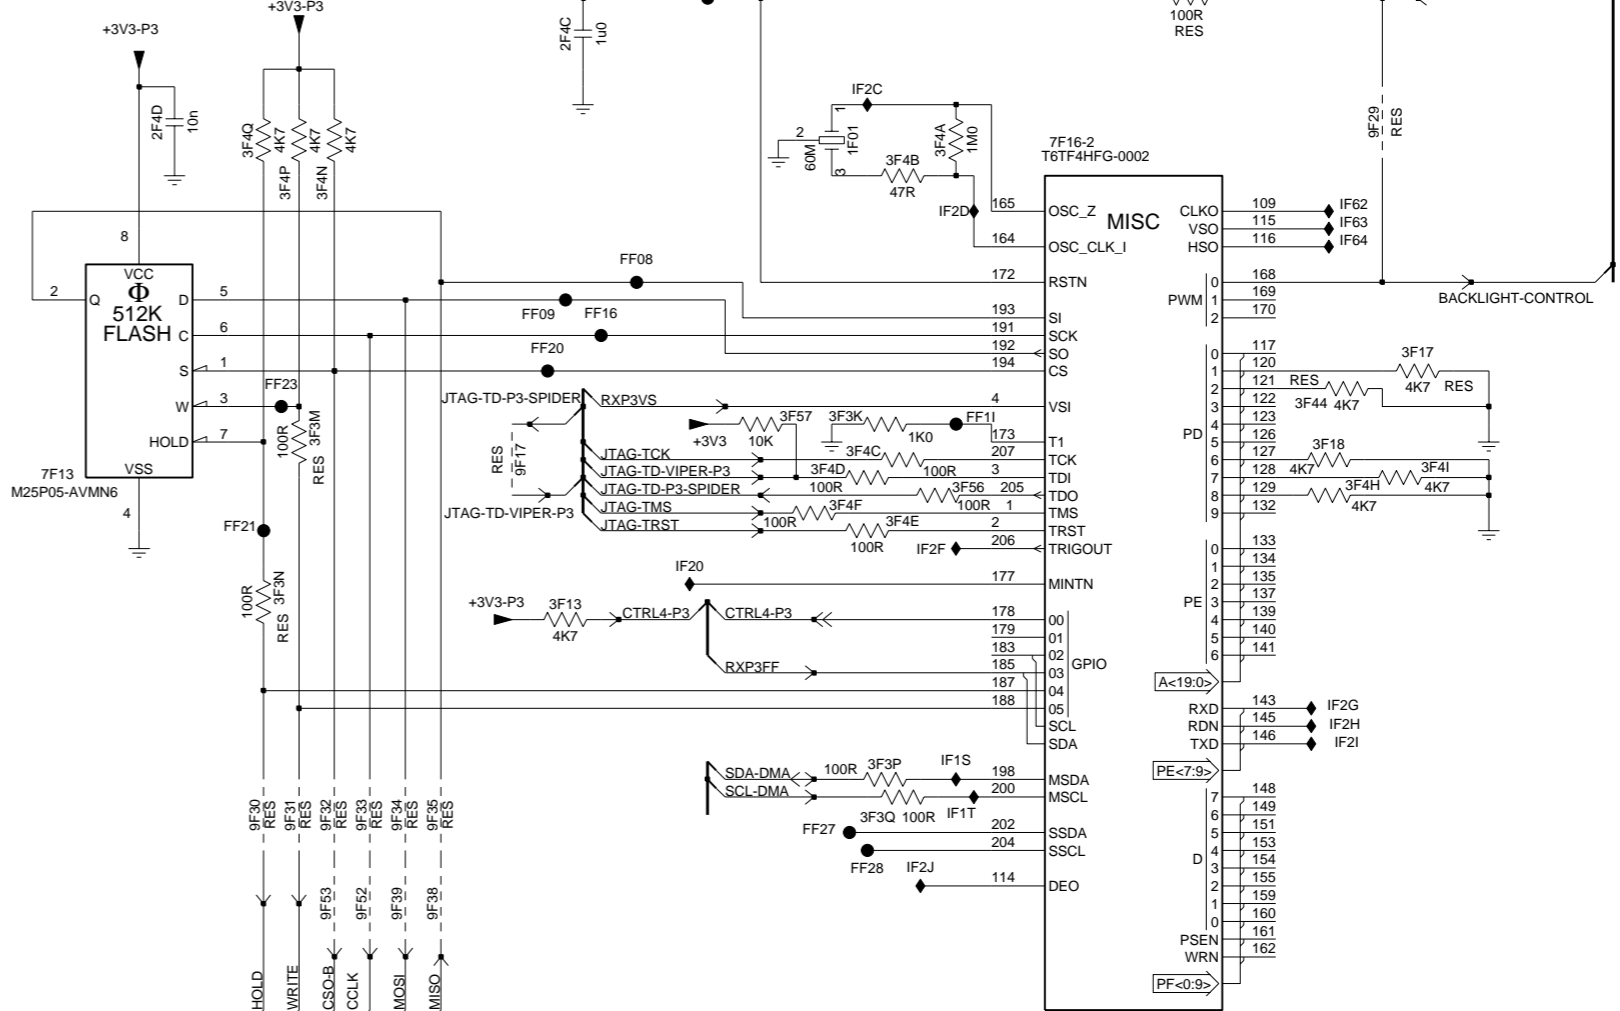 +3V3-P3
+3V3-P3
2F4C
1u0
100R
RES
2F4D
10n
3F4Q
4K7
3F4P
4K7
3F4N
4K7
IF2C
1
2
60M
1F01
3
3F4A
1M0
3F4B
47R
IF2D
9F29
RES
7F16-2
T6TF4HFG-0002
MISC
8
VCC
Φ
512K
FLASH
2
Q
D
5
C
6
S
1
W
3
HOLD
7
VSS
4
7F13
M25P05-AVMN6
FF23
100R
3F3M
RES
FF21
100R
3F3N
RES
FF08
FF09
FF16
FF20
165
OSC_Z
164
OSC_CLK_I
172
RSTN
193
SI
191
SCK
192
SO
194
CS
JTAG-TD-P3-SPIDER
RXP3VS
4
VSI
RES
9F17
JTAG-TD-VIPER-P3
+3V3
3F57
10K
3F3K
1K0
FF1I
173
T1
JTAG-TCK
3F4C
100R
207
TCK
JTAG-TD-VIPER-P3
3F4D
100R
3
TDI
JTAG-TD-P3-SPIDER
3F56
100R
205
TDO
JTAG-TMS
3F4F
100R
1
TMS
JTAG-TRST
3F4E
100R
2
TRST
IF2F
206
TRIGOUT
IF20
177
MINTN
+3V3-P3
3F13
4K7
CTRL4-P3
CTRL4-P3
178
00
179
01
183
02
RXP3FF
185
03
187
04
188
05
GPIO
SCL
SDA
SDA-DMA
100R
3F3P
IF1S
198
MSDA
SCL-DMA
3F3Q
100R
IF1T
200
MSCL
FF27
202
SSDA
FF28
204
SSCL
IF2J
114
DEO
CLKO
109
IF62
VSO
115
IF63
HSO
116
IF64
PWM
0
168
1
169
2
170
BACKLIGHT-CONTROL
PD
0
117
1
120
2
121
3
122
4
123
5
126
6
127
7
128
8
129
9
132
3F17
4K7
RES
RES
3F44
4K7
3F18
4K7
3F4I
4K7
3F4H
4K7
PE
0
133
1
134
2
135
3
137
4
139
5
140
6
141
A<19:0>
RXD
143
IF2G
RDN
145
IF2H
TXD
146
IF2I
PE<7:9>
D
7
148
6
149
5
151
4
153
3
154
2
155
1
159
0
160
PSEN
161
WRN
162
PF<0:9>
9F30
RES
9F31
RES
9F32
RES
9F33
RES
9F34
RES
9F35
RES
9F53
9F52
9F39
9F38
HOLD
WRITE
CSO-B
CCLK
MOSI
MISO